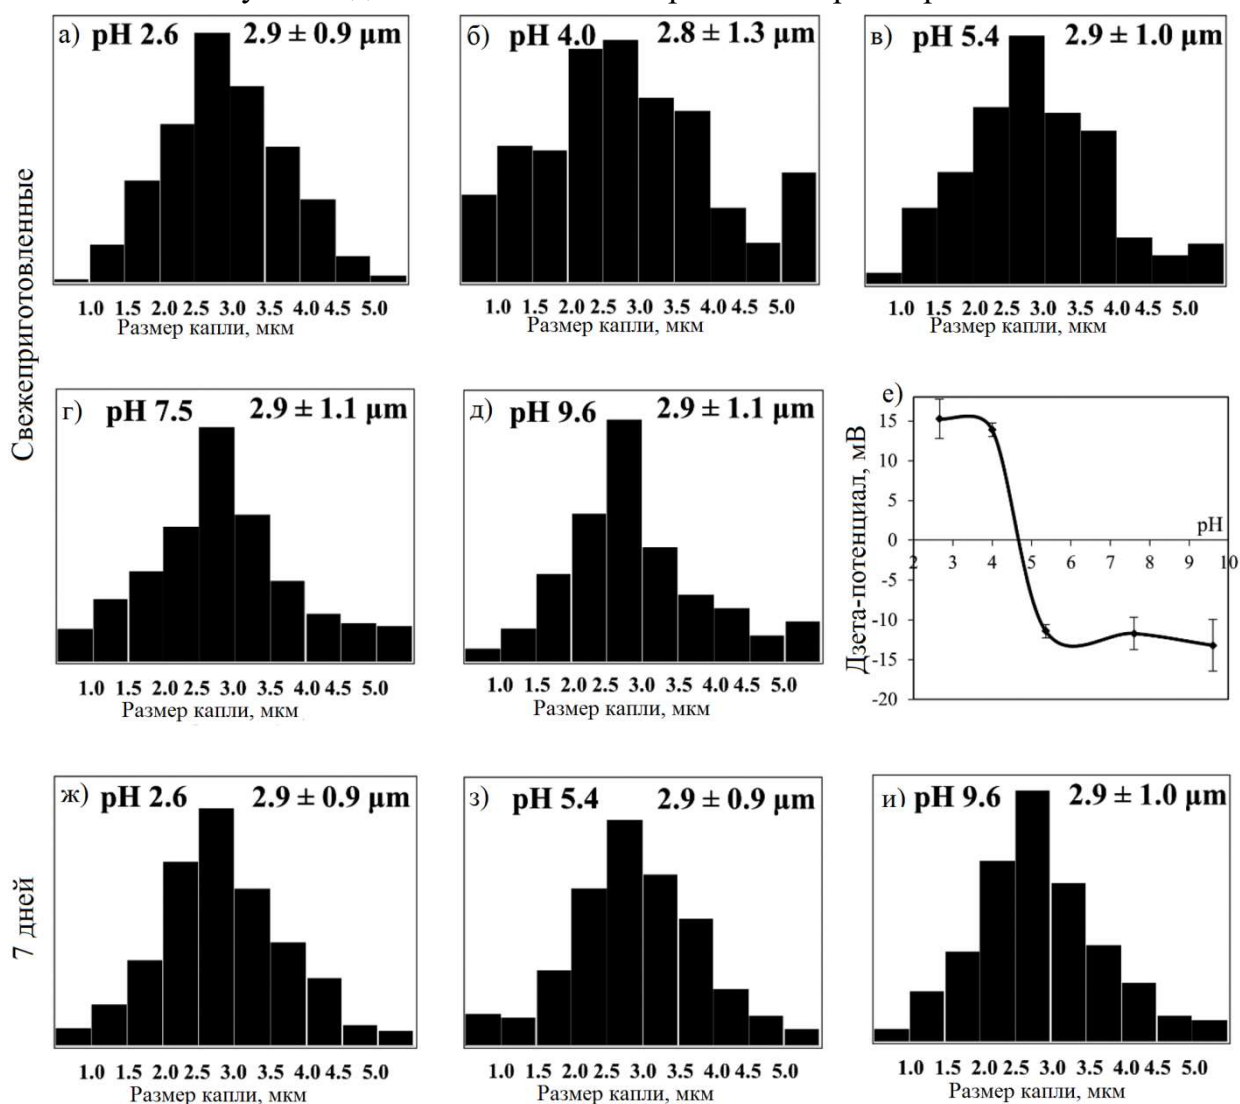 а) pH 2.6 2.9 ± 0.9 μm
1.0 1.5 2.0 2.5 3.0 3.5 4.0 4.5 5.0
Размер капли, мкм
б) pH 4.0 2.8 ± 1.3 μm
1.0 1.5 2.0 2.5 3.0 3.5 4.0 4.5 5.0
Размер капли, мкм
в) pH 5.4 2.9 ± 1.0 μm
1.0 1.5 2.0 2.5 3.0 3.5 4.0 4.5 5.0
Размер капли, мкм
Свежеприготовленные
г) pH 7.5 2.9 ± 1.1 μm
1.0 1.5 2.0 2.5 3.0 3.5 4.0 4.5 5.0
Размер капли, мкм
д) pH 9.6 2.9 ± 1.1 μm
1.0 1.5 2.0 2.5 3.0 3.5 4.0 4.5 5.0
Размер капли, мкм
е)
Дзета-потенциал, мВ
15
10
5
0
-5
-10
-15
-20
pH
2 3 4 5 6 7 8 9 10
7 дней
ж) pH 2.6 2.9 ± 0.9 μm
1.0 1.5 2.0 2.5 3.0 3.5 4.0 4.5 5.0
Размер капли, мкм
з) pH 5.4 2.9 ± 0.9 μm
1.0 1.5 2.0 2.5 3.0 3.5 4.0 4.5 5.0
Размер капли, мкм
и) pH 9.6 2.9 ± 1.0 μm
1.0 1.5 2.0 2.5 3.0 3.5 4.0 4.5 5.0
Размер капли, мкм